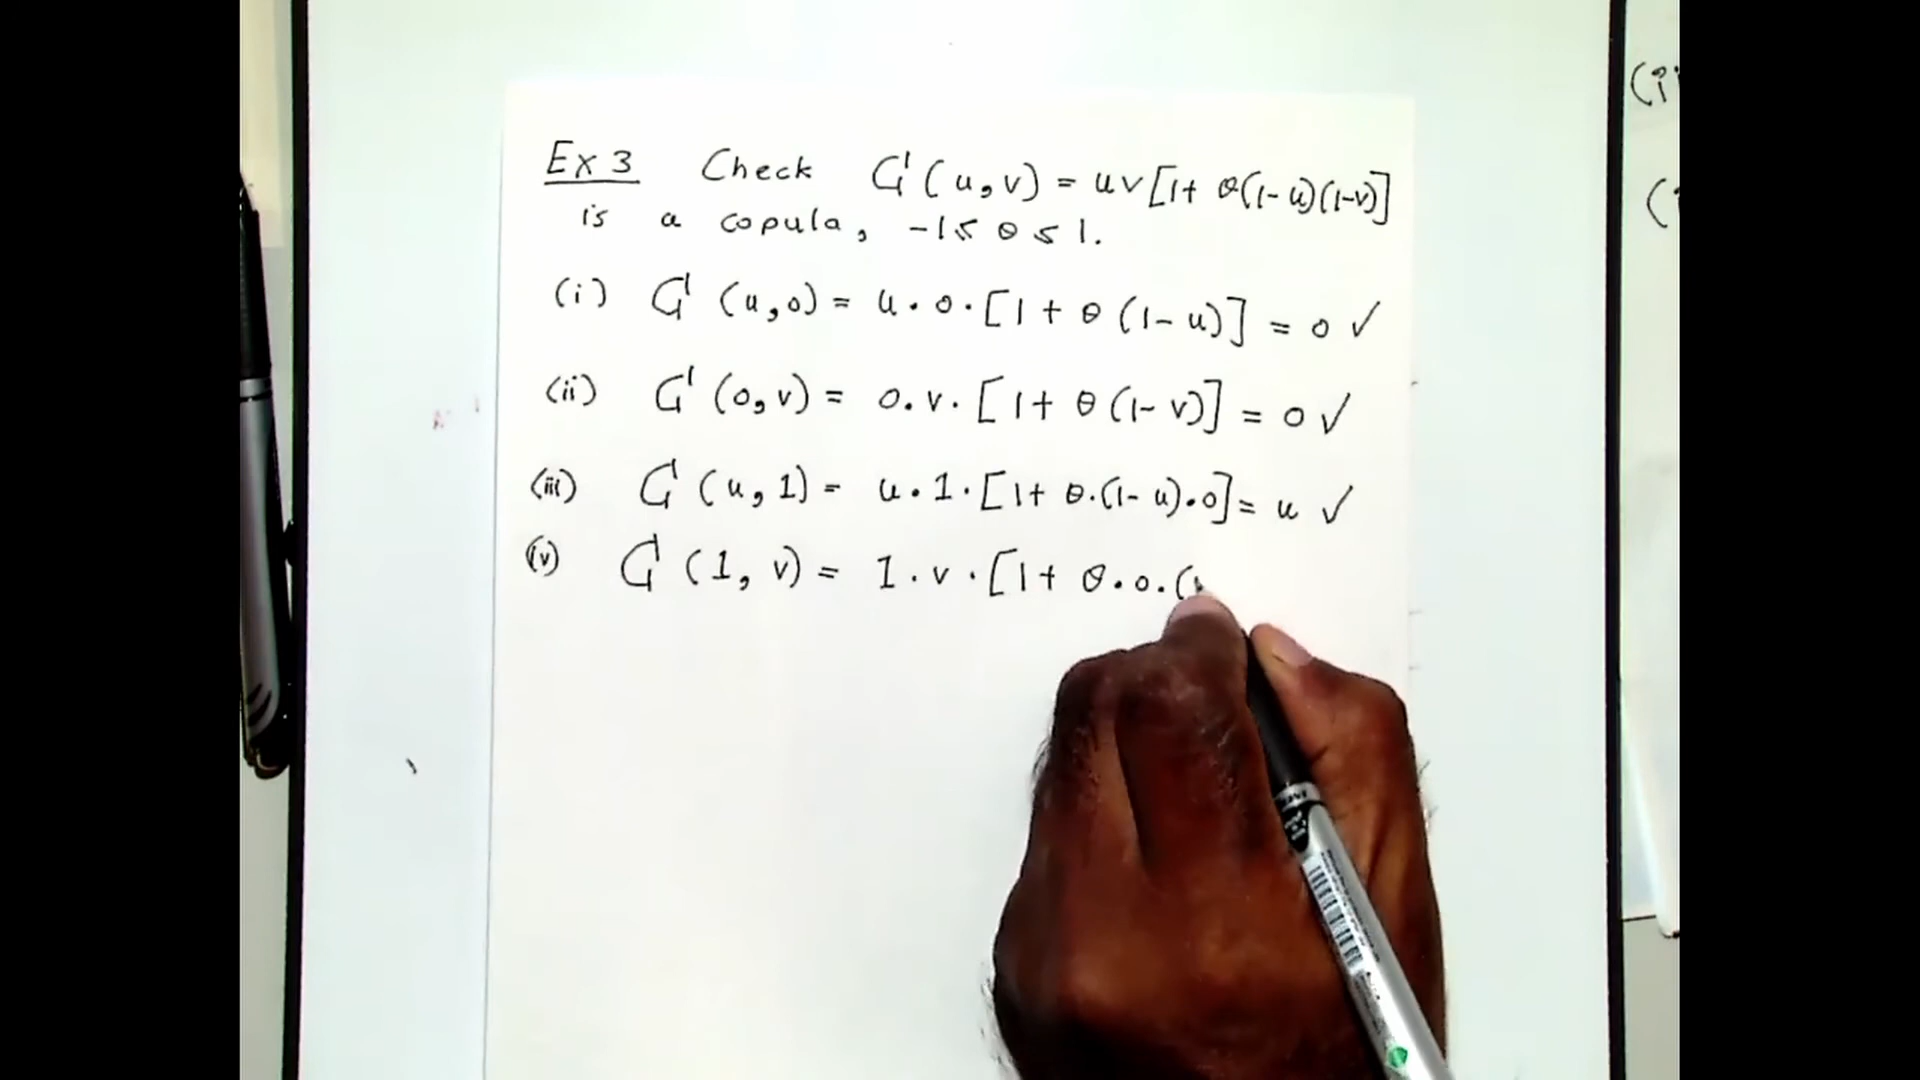 Ex 3 Check C(u,v) = uv[1+ θ(1-u)(1-v)]
is a copula, -1≤ θ ≤ 1.
(i) C (u,0) = u · 0 · [1 + θ (1- u)] = 0 ✓
(ii) C (0,v) = 0. v · [1+ θ (1- v)] = 0 ✓
(iii) C (u, 1) = u · 1 · [1+ θ·(1- u)·0] = u ✓
(iv) C (1, v) = 1 · v · [1+ θ·0·(